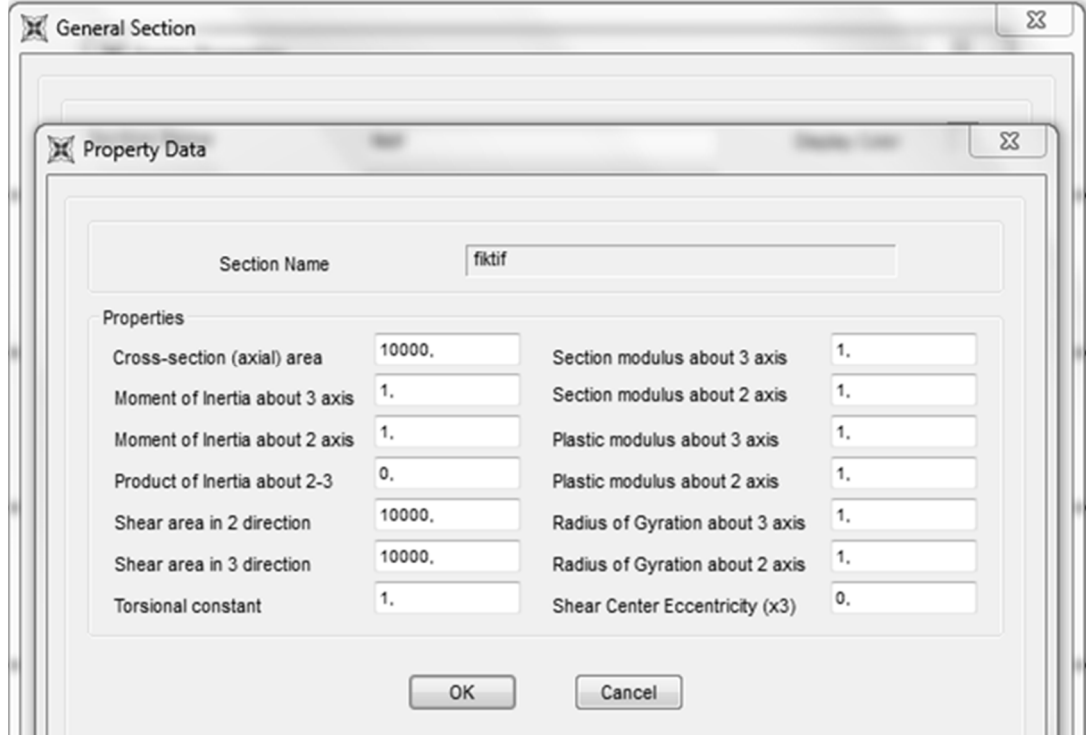 General Section
Property Data
Section Name fiktif
Properties
Cross-section (axial) area 10000, Section modulus about 3 axis 1,
Moment of Inertia about 3 axis 1, Section modulus about 2 axis 1,
Moment of Inertia about 2 axis 1, Plastic modulus about 3 axis 1,
Product of Inertia about 2-3 0, Plastic modulus about 2 axis 1,
Shear area in 2 direction 10000, Radius of Gyration about 3 axis 1,
Shear area in 3 direction 10000, Radius of Gyration about 2 axis 1,
Torsional constant 1, Shear Center Eccentricity (x3) 0,
OK Cancel